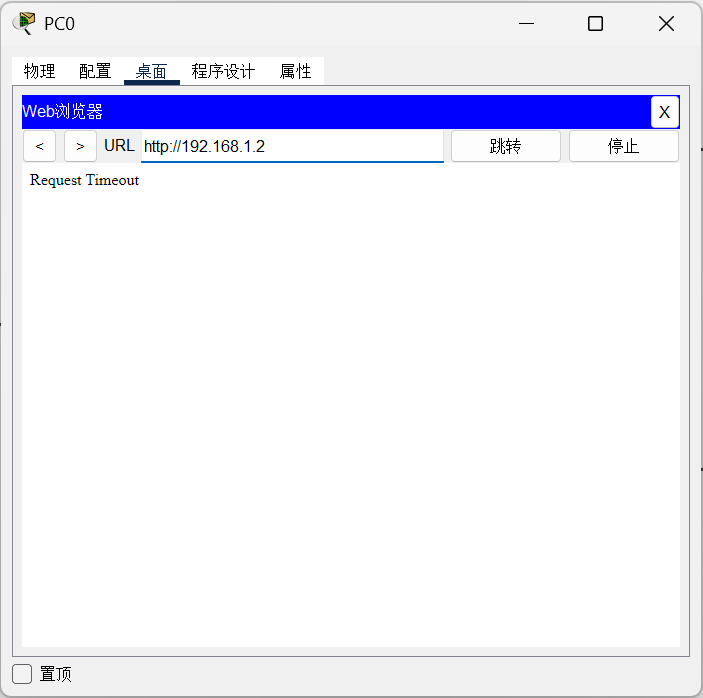 PC0
物理 配置 桌面 程序设计 属性
Web浏览器 X
< > URL http://192.168.1.2 跳转 停止
Request Timeout
置顶